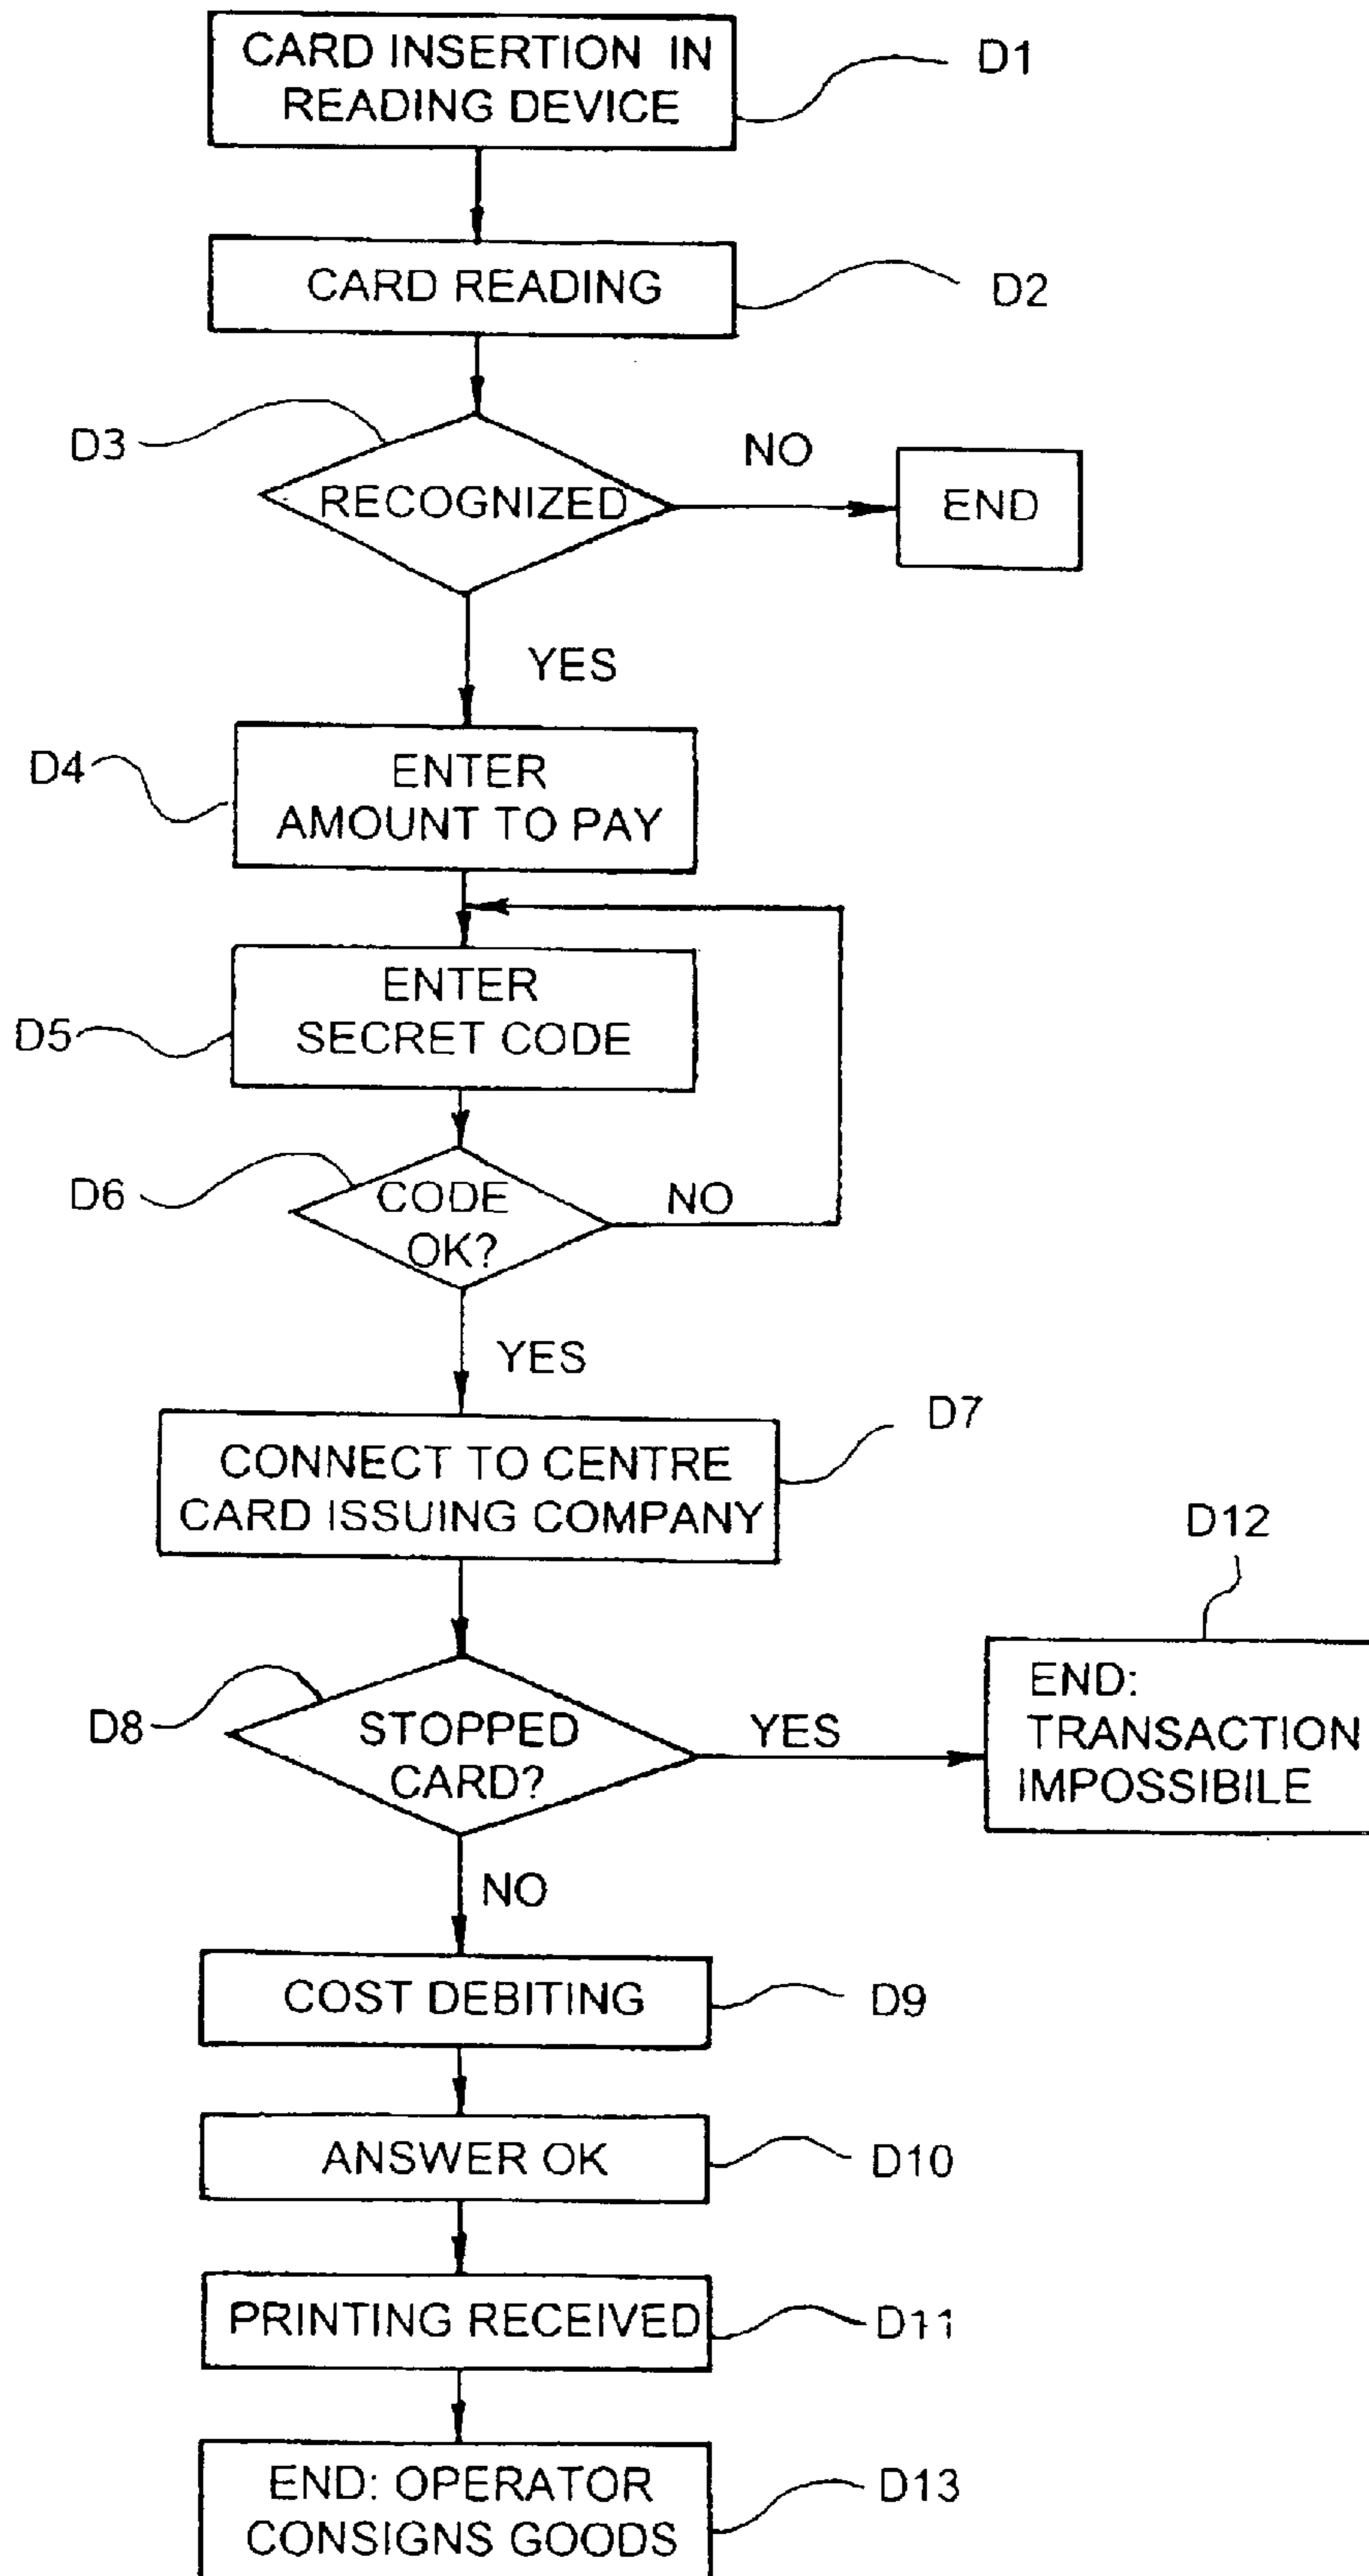 CARD INSERTION IN
READING DEVICE
D1
CARD READING
D2
D3
RECOGNIZED
NO
END
YES
D4
ENTER
AMOUNT TO PAY
D5
ENTER
SECRET CODE
D6
CODE
OK?
NO
YES
CONNECT TO CENTRE
CARD ISSUING COMPANY
D7
D12
D8
STOPPED
CARD?
YES
END:
TRANSACTION
IMPOSSIBILE
NO
COST DEBITING
D9
ANSWER OK
D10
PRINTING RECEIVED
D11
END: OPERATOR
CONSIGNS GOODS
D13